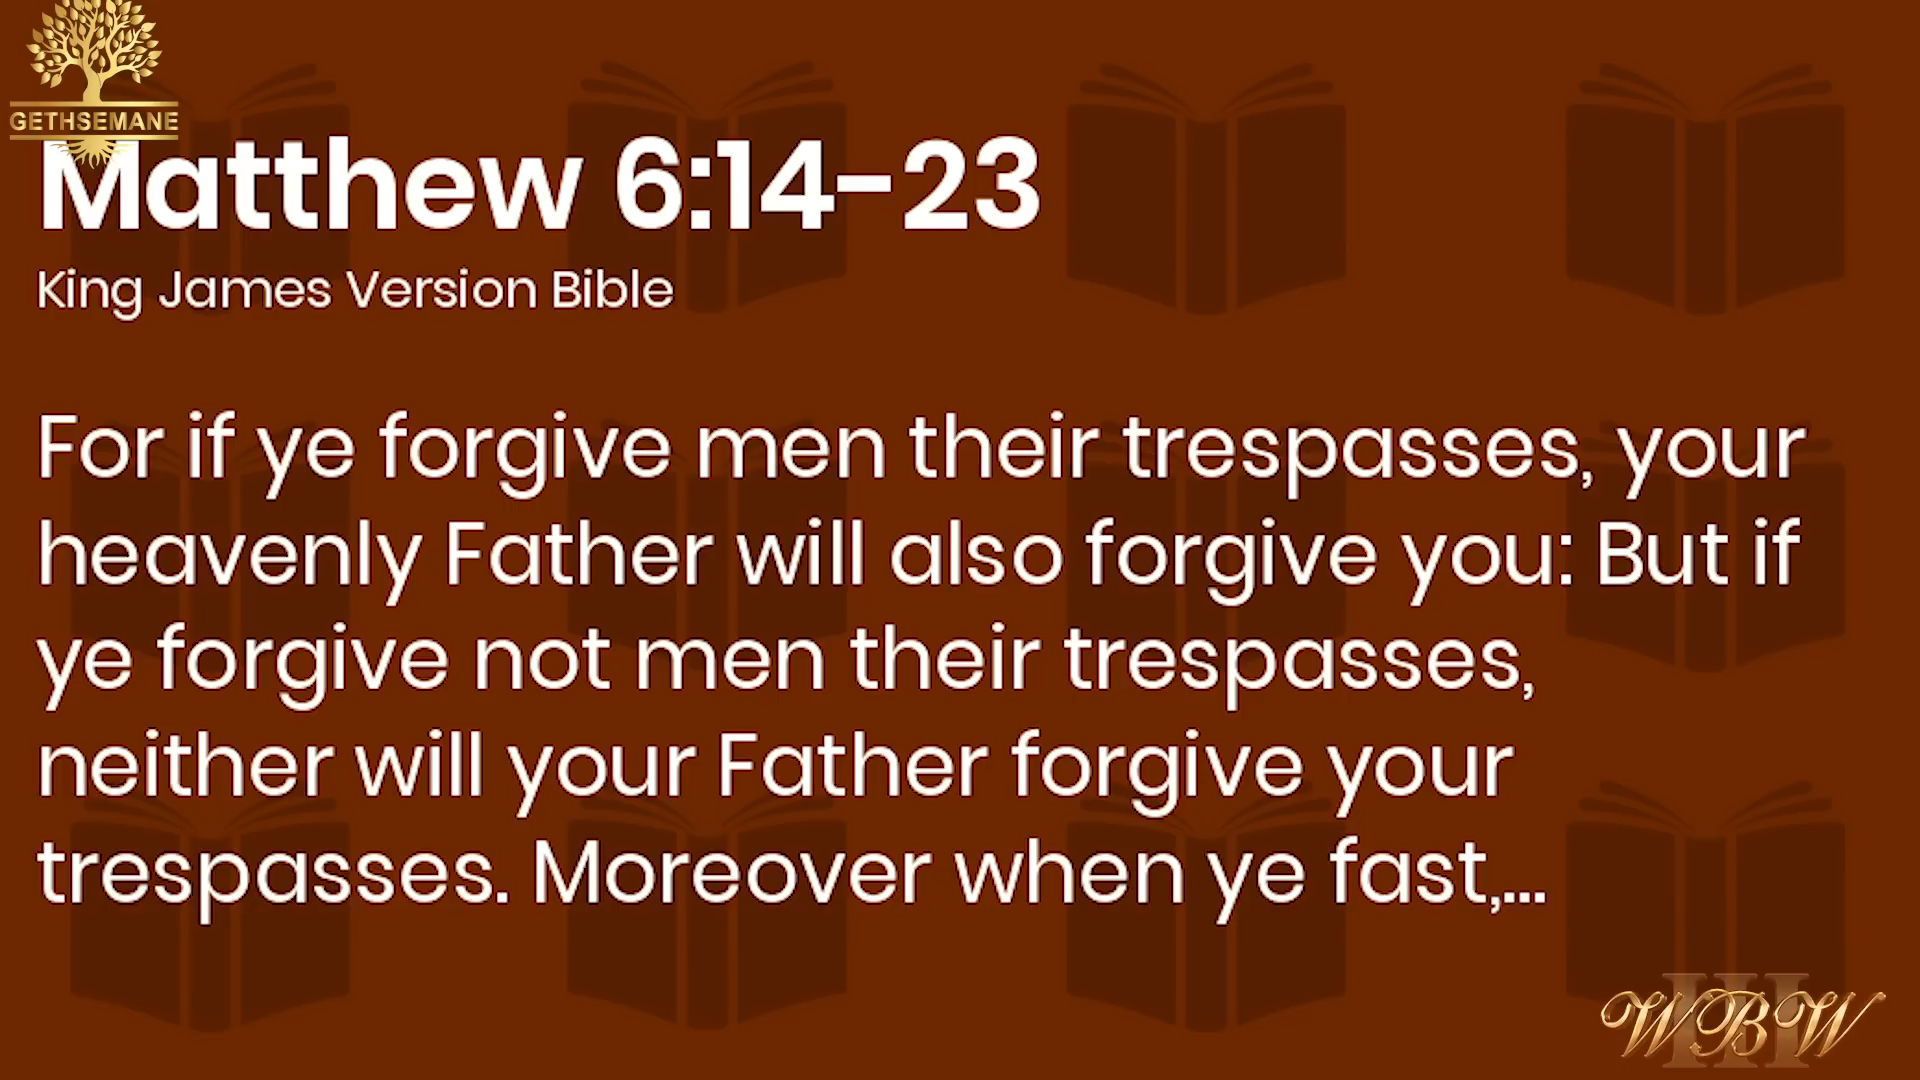 GETHSEMANE
Matthew 6:14-23
King James Version Bible
For if ye forgive men their trespasses, your
heavenly Father will also forgive you: But if
ye forgive not men their trespasses,
neither will your Father forgive your
trespasses. Moreover when ye fast,...
III
WBW